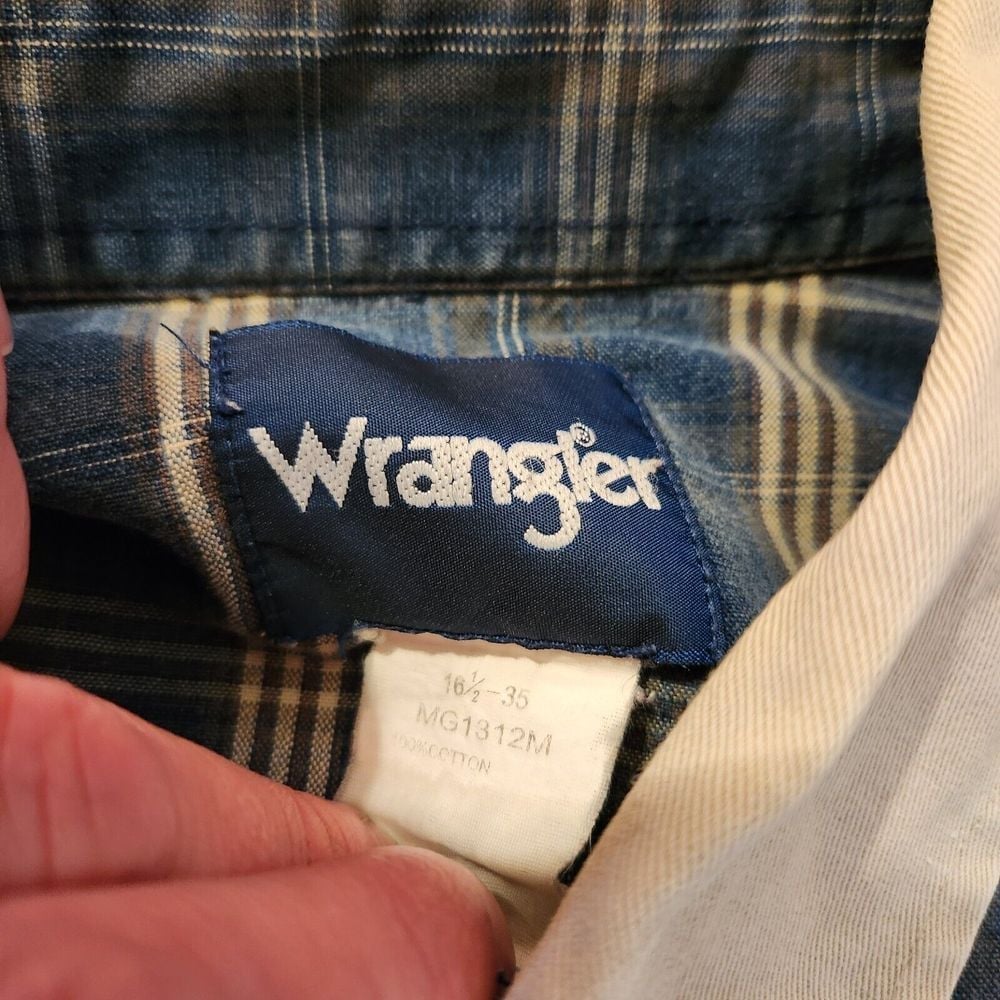 Wrangler®
16½-35
MG1312M
100%COTTON